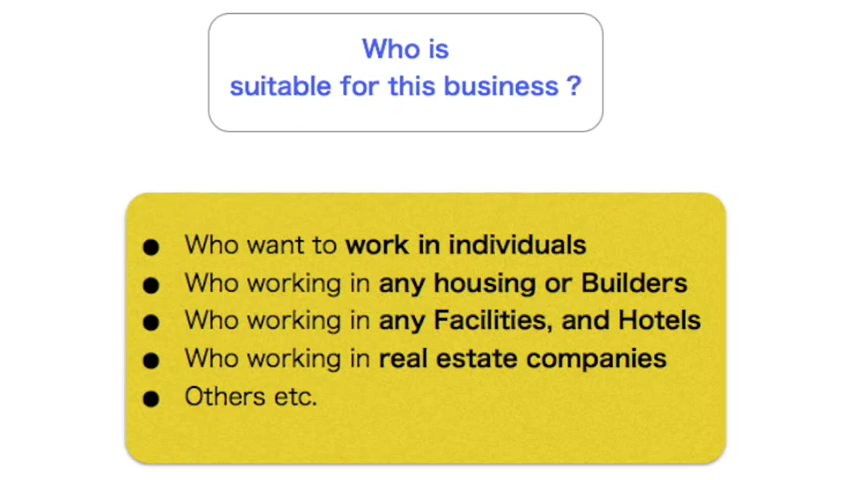 Who is
suitable for this business ?
● Who want to work in individuals
● Who working in any housing or Builders
● Who working in any Facilities, and Hotels
● Who working in real estate companies
● Others etc.